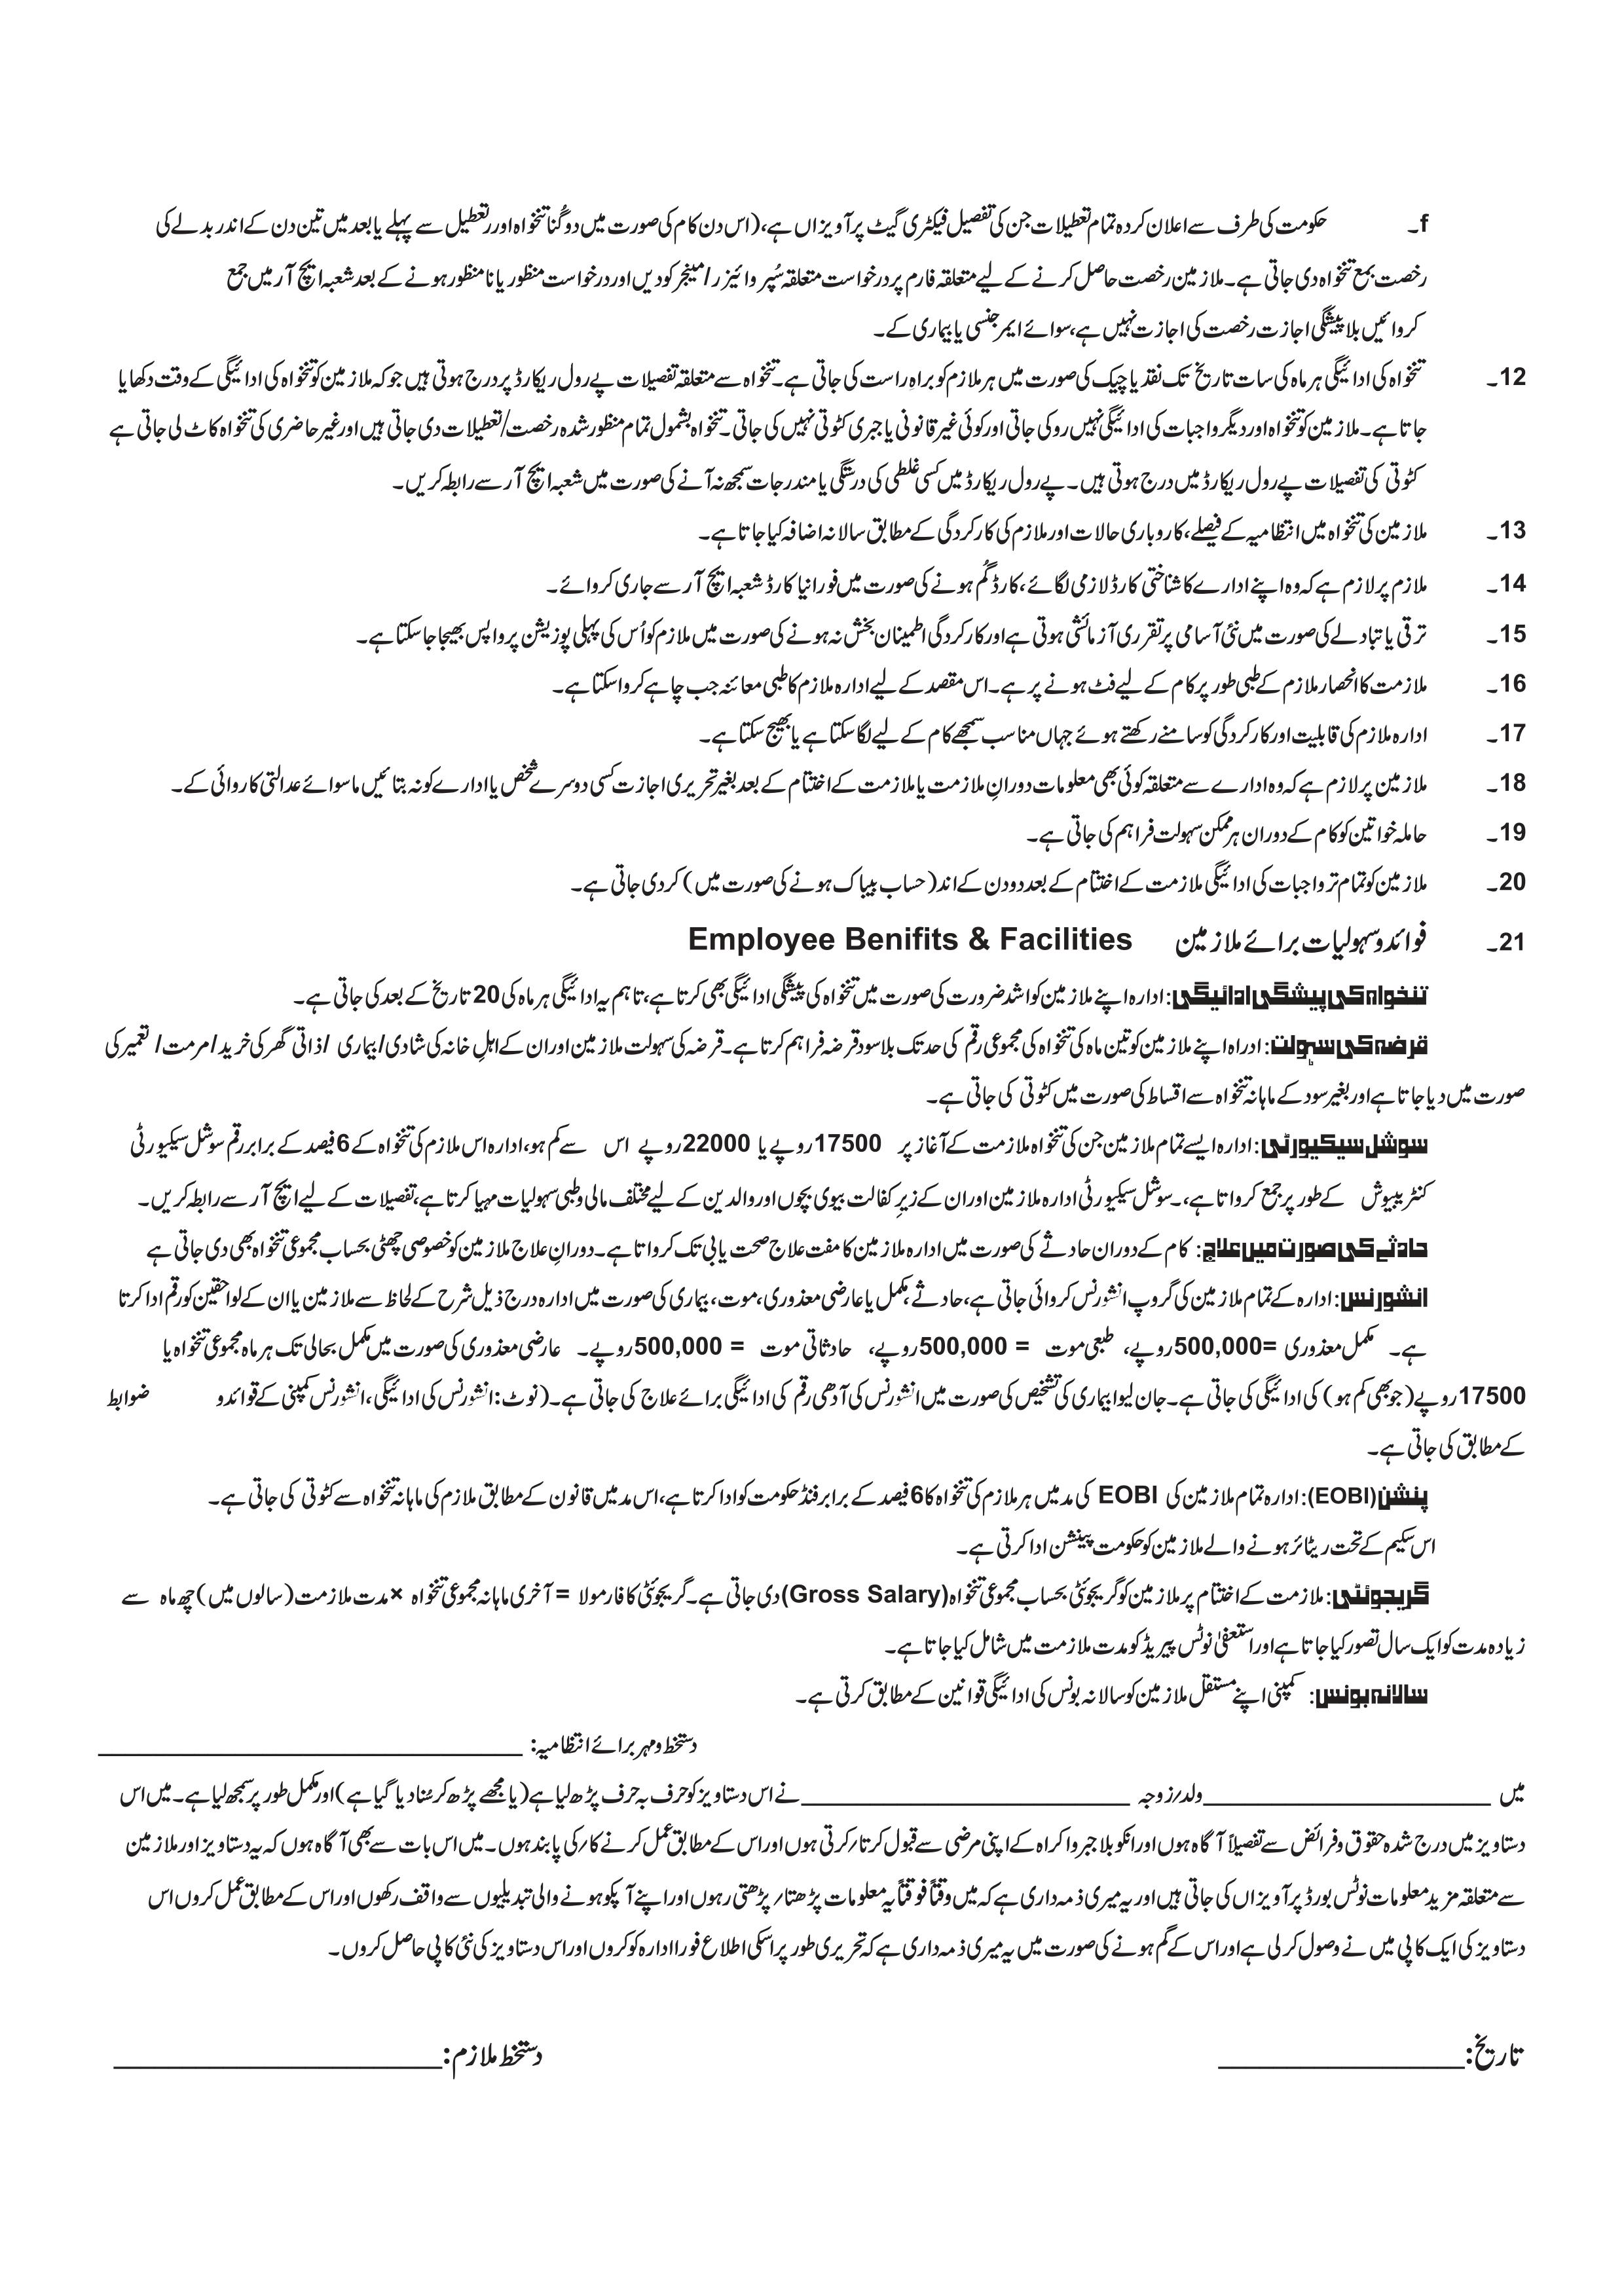 f۔ حکومت کی طرف سے اعلان کردہ تمام تعطیلات جن کی تفصیل فیکٹری گیٹ پر آویزاں ہے، (اس دن کام کی صورت میں دوگُنا تنخواہ اور تعطیل سے پہلے یا بعد میں تین دن کے اندر بدلے کی
رخصت بمع تنخواہ دی جاتی ہے۔ ملازمین رخصت حاصل کرنے کے لیے متعلقہ فارم پر درخواست متعلقہ سُپروائیزر/مینجر کو دیں اور درخواست منظور یا نامنظور ہونے کے بعد شعبہ ایچ آر میں جمع
کروائیں بلا پیشگی اجازت رخصت کی اجازت نہیں ہے، سوائے ایمرجنسی یا بیماری کے۔
12۔ تنخواہ کی ادائیگی ہر ماہ کی سات تاریخ تک نقد یا چیک کی صورت میں ہر ملازم کو براہِ راست کی جاتی ہے۔ تنخواہ سے متعلقہ تفصیلات پے رول ریکارڈ پر درج ہوتی ہیں جو کہ ملازمین کو تنخواہ کی ادائیگی کے وقت دکھایا
جاتا ہے۔ ملازمین کو تنخواہ اور دیگر واجبات کی ادائیگی نہیں روکی جاتی اور کوئی غیر قانونی یا جبری کٹوتی نہیں کی جاتی۔ تنخواہ بشمول تمام منظور شدہ رخصت/تعطیلات دی جاتی ہیں اور غیر حاضری کی تنخواہ کاٹ لی جاتی ہے
کٹوتی کی تفصیلات پے رول ریکارڈ میں درج ہوتی ہیں۔ پے رول ریکارڈ میں کسی غلطی کی درستگی یا مندرجات سمجھ نہ آنے کی صورت میں شعبہ ایچ آر سے رابطہ کریں۔
13۔ ملازمین کی تنخواہ میں انتظامیہ کے فیصلے، کاروباری حالات اور ملازم کی کارکردگی کے مطابق سالانہ اضافہ کیا جاتا ہے۔
14۔ ملازم پر لازم ہے کہ وہ اپنے ادارے کا شناختی کارڈ لازمی لگائے، کارڈ گُم ہونے کی صورت میں فورا نیا کارڈ شعبہ ایچ آر سے جاری کروائے۔
15۔ ترقی یا تبادلے کی صورت میں نئی آسامی پر تقرری آزمائشی ہوتی ہے اور کارکردگی اطمینان بخش نہ ہونے کی صورت میں ملازم کو اُس کی پہلی پوزیشن پر واپس بھیجا جا سکتا ہے۔
16۔ ملازمت کا انحصار ملازم کے طبی طور پر کام کے لیے فٹ ہونے پر ہے۔ اس مقصد کے لیے ادارہ ملازم کا طبی معائنہ جب چاہے کروا سکتا ہے۔
17۔ ادارہ ملازم کی قابلیت اور کارکردگی کو سامنے رکھتے ہوئے جہاں مناسب سمجھے کام کے لیے لگا سکتا ہے یا بھیج سکتا ہے۔
18۔ ملازمین پر لازم ہے کہ وہ ادارے سے متعلقہ کوئی بھی معلومات دورانِ ملازمت یا ملازمت کے اختتام کے بعد بغیر تحریری اجازت کسی دوسرے شخص یا ادارے کو نہ بتائیں ماسوائے عدالتی کاروائی کے۔
19۔ حاملہ خواتین کو کام کے دوران ہر ممکن سہولت فراہم کی جاتی ہے۔
20۔ ملازمین کو تمام تر واجبات کی ادائیگی ملازمت کے اختتام کے بعد دو دن کے اند (حساب بیباک ہونے کی صورت میں) کر دی جاتی ہے۔
21۔ فوائد و سہولیات برائے ملازمین Employee Benifits & Facilities
تنخواہ کی پیشگی ادائیگی: ادارہ اپنے ملازمین کو اشد ضرورت کی صورت میں تنخواہ کی پیشگی ادائیگی بھی کرتا ہے، تاہم یہ ادائیگی ہر ماہ کی 20 تاریخ کے بعد کی جاتی ہے۔
قرضہ کی سہولت: ادراہ اپنے ملازمین کو تین ماہ کی تنخواہ کی مجموعی رقم کی حد تک بلا سود قرضہ فراہم کرتا ہے۔ قرضہ کی سہولت ملازمین اور ان کے اہلِ خانہ کی شادی/ بیماری / ذاتی گھر کی خرید/ مرمت/ تعمیر کی
صورت میں دیا جاتا ہے اور بغیر سود کے ماہانہ تنخواہ سے اقساط کی صورت میں کٹوتی کی جاتی ہے۔
سوشل سیکیورٹی: ادارہ ایسے تمام ملازمین جن کی تنخواہ ملازمت کے آغاز پر 17500 روپے یا 22000 روپے اس سے کم ہو، ادارہ اس ملازم کی تنخواہ کے 6 فیصد کے برابر رقم سوشل سیکیورٹی
کنٹریبیوش کے طور پر جمع کرواتا ہے،۔ سوشل سیکیورٹی ادارہ ملازمین اور ان کے زیرِ کفالت بیوی بچوں اور والدین کے لیے مختلف مالی و طبی سہولیات مہیا کرتا ہے، تفصیلات کے لیے ایچ آر سے رابطہ کریں۔
حادثے کی صورت میں علاج: کام کے دوران حادثے کی صورت میں ادارہ ملازمین کا مفت علاج صحت یابی تک کرواتا ہے۔ دورانِ علاج ملازمین کو خصوصی چھٹی بحساب مجموعی تنخواہ بھی دی جاتی ہے
انشورنس: ادارہ کے تمام ملازمین کی گروپ انشورنس کروائی جاتی ہے، حادثے، مکمل یا عارضی معذوری، موت، بیماری کی صورت میں ادارہ درج ذیل شرح کے لحاظ سے ملازمین یا ان کے لواحقین کو رقم ادا کرتا
ہے۔ مکمل معذوری =500,000 روپے، طبعی موت = 500,000 روپے، حادثاتی موت = 500,000 روپے۔ عارضی معذوری کی صورت میں مکمل بحالی تک ہر ماہ مجموعی تنخواہ یا
17500 روپے (جو بھی کم ہو) کی ادائیگی کی جاتی ہے۔ جان لیوا بیماری کی تشخیص کی صورت میں انشورنس کی آدھی رقم کی ادائیگی برائے علاج کی جاتی ہے۔ (نوٹ: انشورنس کی ادائیگی، انشورنس کمپنی کے قوائد و ضوابط
کے مطابق کی جاتی ہے۔
پنشن(EOBI): ادارہ تمام ملازمین کی EOBI کی مد میں ہر ملازم کی تنخواہ کا 6 فیصد کے برابر فنڈ حکومت کو ادا کرتا ہے، اس مد میں قانون کے مطابق ملازم کی ماہانہ تنخواہ سے کٹوتی کی جاتی ہے۔
اس سکیم کے تحت ریٹائر ہونے والے ملازمین کو حکومت پینشن ادا کرتی ہے۔
گریجوئٹی: ملازمت کے اختتام پر ملازمین کو گریجوئٹی بحساب مجموعی تنخواہ (Gross Salary) دی جاتی ہے۔ گریجوئٹی کا فارمولا = آخری ماہانہ مجموعی تنخواہ × مدت ملازمت (سالوں میں) چھ ماہ سے
زیادہ مدت کو ایک سال تصور کیا جاتا ہے اور استعفیٰ نوٹس پیریڈ کو مدت ملازمت میں شامل کیا جاتا ہے۔
سالانہ بونس: کمپنی اپنے مستقل ملازمین کو سالانہ بونس کی ادائیگی قوانین کے مطابق کرتی ہے۔
دستخط و مہر برائے انتظامیہ: ____________________
میں ____________________ ولد/زوجہ ____________________ نے اس دستاویز کو حرف بہ حرف پڑھ لیا ہے (یا مجھے پڑھ کر سُنا دیا گیا ہے) اور مکمل طور پر سمجھ لیا ہے۔ میں اس
دستاویز میں درج شدہ حقوق و فرائض سے تفصیلاً آگاہ ہوں اور انکو بلا جبر و اکراہ کے اپنی مرضی سے قبول کرتا/کرتی ہوں اور اس کے مطابق عمل کرنے کا/کی پابند ہوں۔ میں اس بات سے بھی آگاہ ہوں کہ یہ دستاویز اور ملازمین
سے متعلقہ مزید معلومات نوٹس بورڈ پر آویزاں کی جاتی ہیں اور یہ میری ذمہ داری ہے کہ میں وقتاً فوقتاً یہ معلومات پڑھتا/ پڑھتی رہوں اور اپنے آپکو ہونے والی تبدیلیوں سے واقف رکھوں اور اس کے مطابق عمل کروں اس
دستاویز کی ایک کاپی میں نے وصول کر لی ہے اور اس کے گم ہونے کی صورت میں یہ میری ذمہ داری ہے کہ تحریری طور پر اسکی اطلاع فورا ادارہ کو کروں اور اس دستاویز کی نئی کاپی حاصل کروں۔
تاریخ: ____________________ دستخط ملازم: ____________________